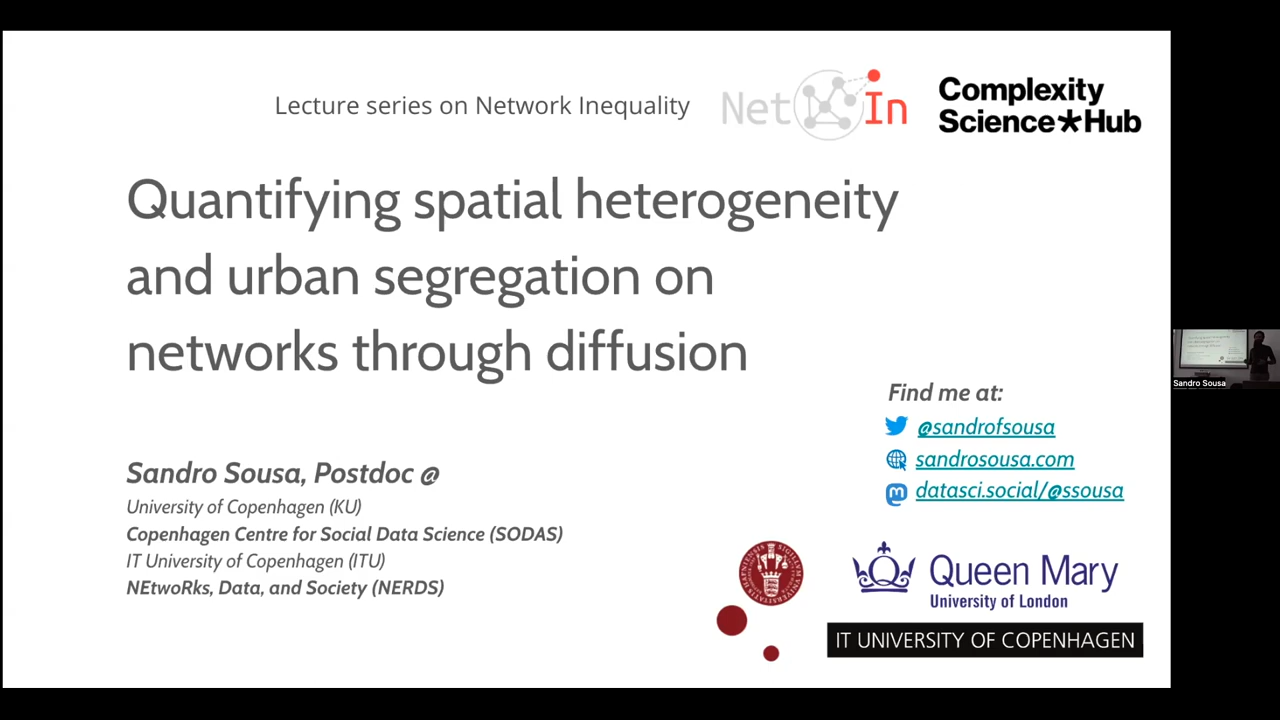 Lecture series on Network Inequality
Net In
Complexity
Science★Hub
Quantifying spatial heterogeneity
and urban segregation on
networks through diffusion
Find me at:
@sandrofsousa
sandrosousa.com
datasci.social/@ssousa
Sandro Sousa, Postdoc @
University of Copenhagen (KU)
Copenhagen Centre for Social Data Science (SODAS)
IT University of Copenhagen (ITU)
NEtwoRks, Data, and Society (NERDS)
Queen Mary
University of London
IT UNIVERSITY OF COPENHAGEN
Sandro Sousa